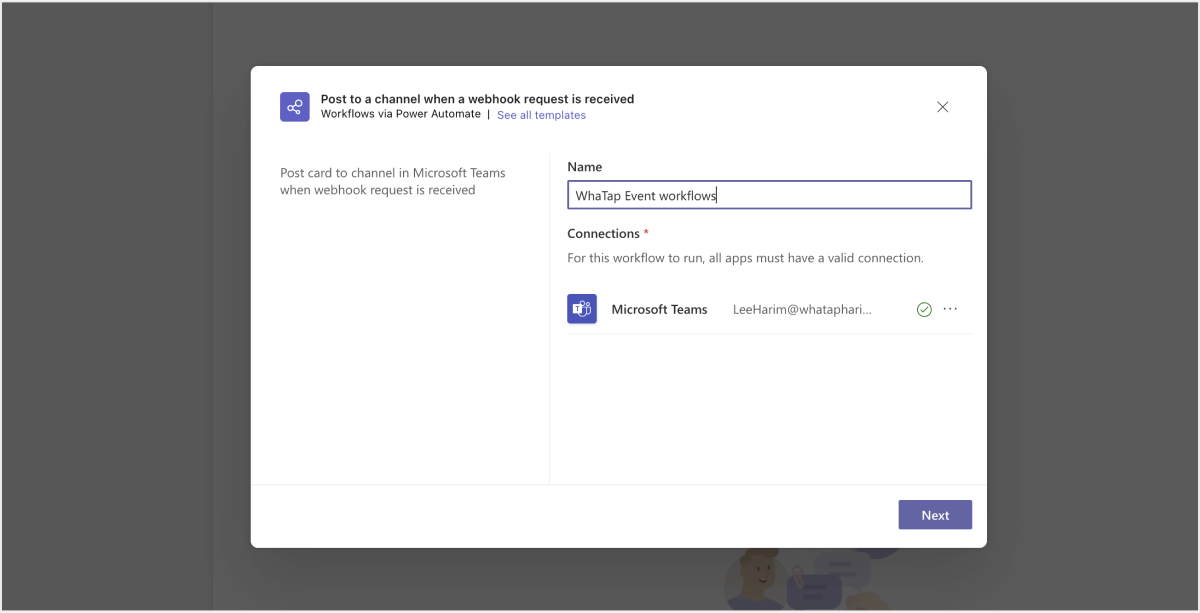 Post to a channel when a webhook request is received
Workflows via Power Automate | See all templates
Post card to channel in Microsoft Teams
when webhook request is received
Name
WhaTap Event workflows
Connections *
For this workflow to run, all apps must have a valid connection.
Microsoft Teams LeeHarim@whataphari...
Next